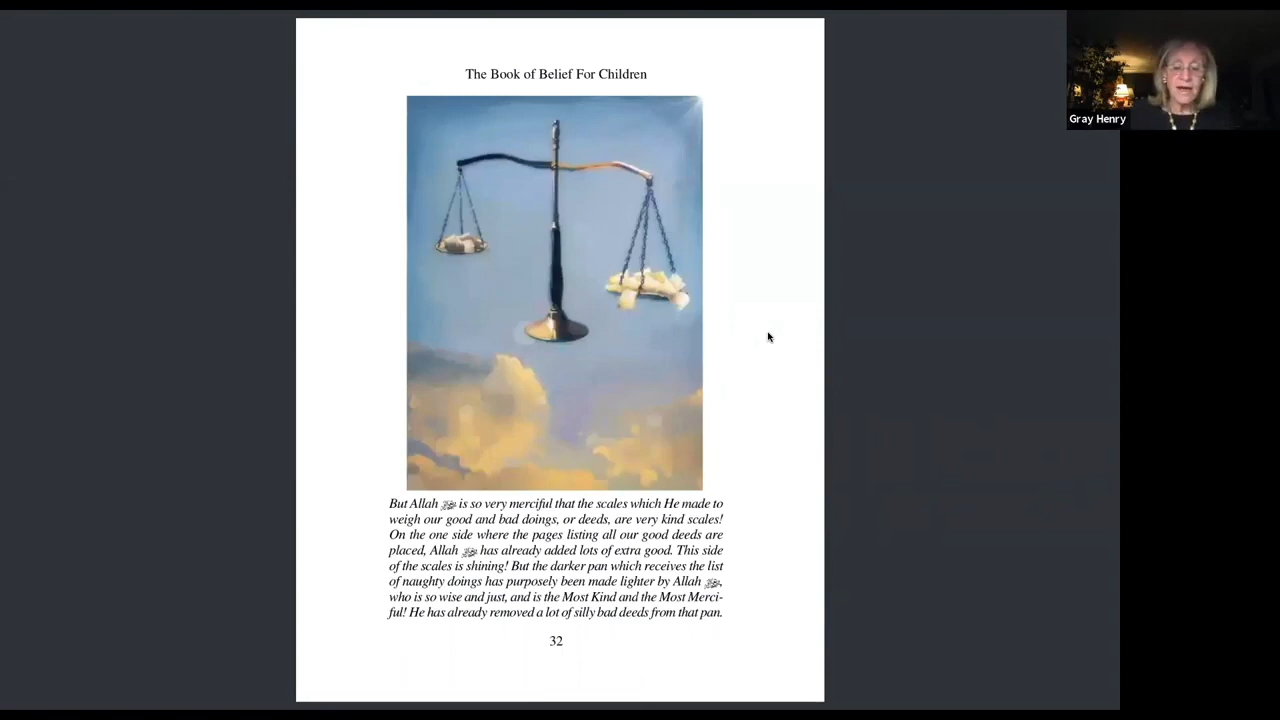 The Book of Belief For Children
But Allah ﷻ is so very merciful that the scales which He made to
weigh our good and bad doings, or deeds, are very kind scales!
On the one side where the pages listing all our good deeds are
placed, Allah ﷻ has already added lots of extra good. This side
of the scales is shining! But the darker pan which receives the list
of naughty doings has purposely been made lighter by Allah ﷻ,
who is so wise and just, and is the Most Kind and the Most Merci-
ful! He has already removed a lot of silly bad deeds from that pan.
32
Gray Henry